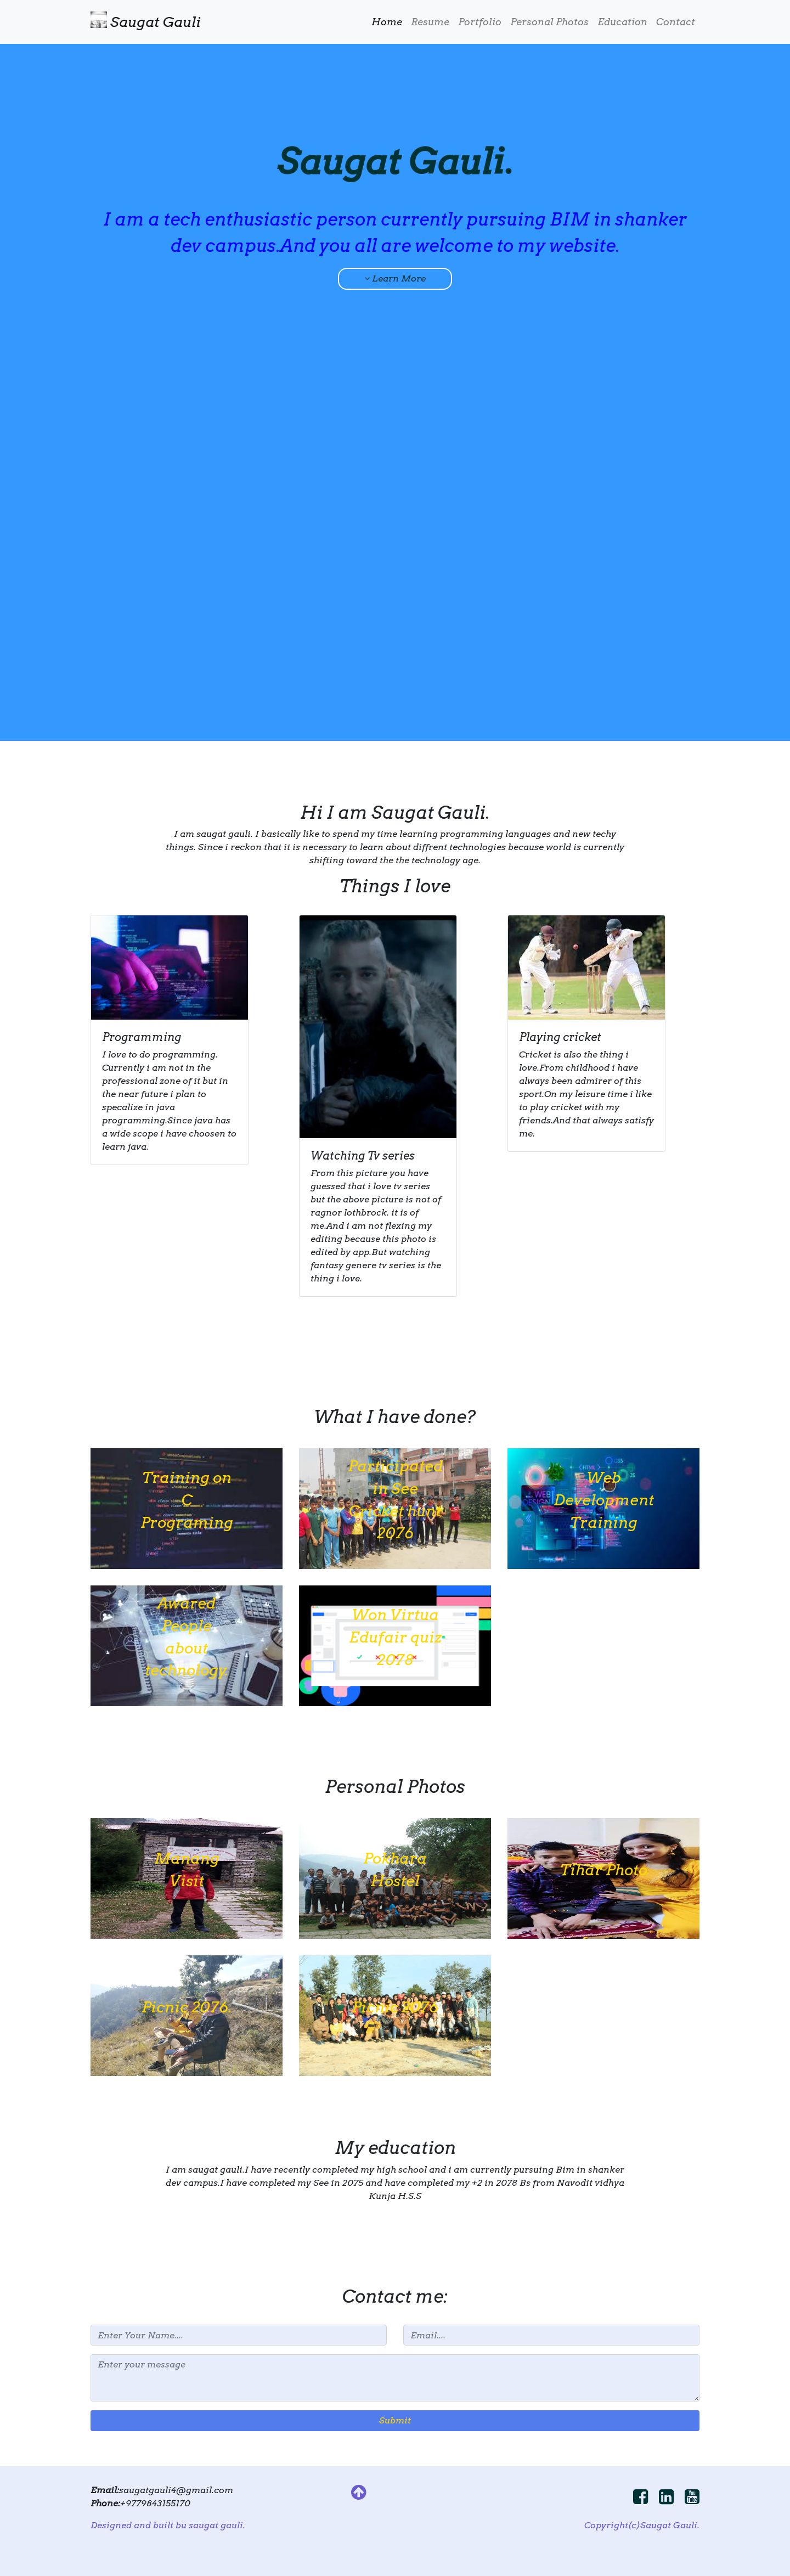 Saugat Gauli
Home Resume Portfolio Personal Photos Education Contact
Saugat Gauli.
I am a tech enthusiastic person currently pursuing BIM in shanker
dev campus.And you all are welcome to my website.
Learn More
Hi I am Saugat Gauli.
I am saugat gauli. I basically like to spend my time learning programming languages and new techy
things. Since i reckon that it is necessary to learn about diffrent technologies because world is currently
shifting toward the the technology age.
Things I love
Programming
I love to do programming.
Currently i am not in the
professional zone of it but in
the near future i plan to
specalize in java
programming.Since java has
a wide scope i have choosen to
learn java.
Watching Tv series
From this picture you have
guessed that i love tv series
but the above picture is not of
ragnor lothbrock. it is of
me.And i am not flexing my
editing because this photo is
edited by app.But watching
fantasy genere tv series is the
thing i love.
Playing cricket
Cricket is also the thing i
love.From childhood i have
always been admirer of this
sport.On my leisure time i like
to play cricket with my
friends.And that always satisfy
me.
What I have done?
Training on
C
Programing
Participated
in See
Cricket hunt
2076
Web
Development
Training
Awared
People
about
technology
Won Virtua
Edufair quiz
2078
Personal Photos
Manang
Visit
Pokhara
Hostel
Tihar Photo
Picnic 2076.
Picnic 2076
My education
I am saugat gauli.I have recently completed my high school and i am currently pursuing Bim in shanker
dev campus.I have completed my See in 2075 and have completed my +2 in 2078 Bs from Navodit vidhya
Kunja H.S.S
Contact me:
Enter Your Name....
Email....
Enter your message
Submit
Email:saugatgauli4@gmail.com
Phone:+9779843155170
Designed and built bu saugat gauli.
Copyright(c)Saugat Gauli.